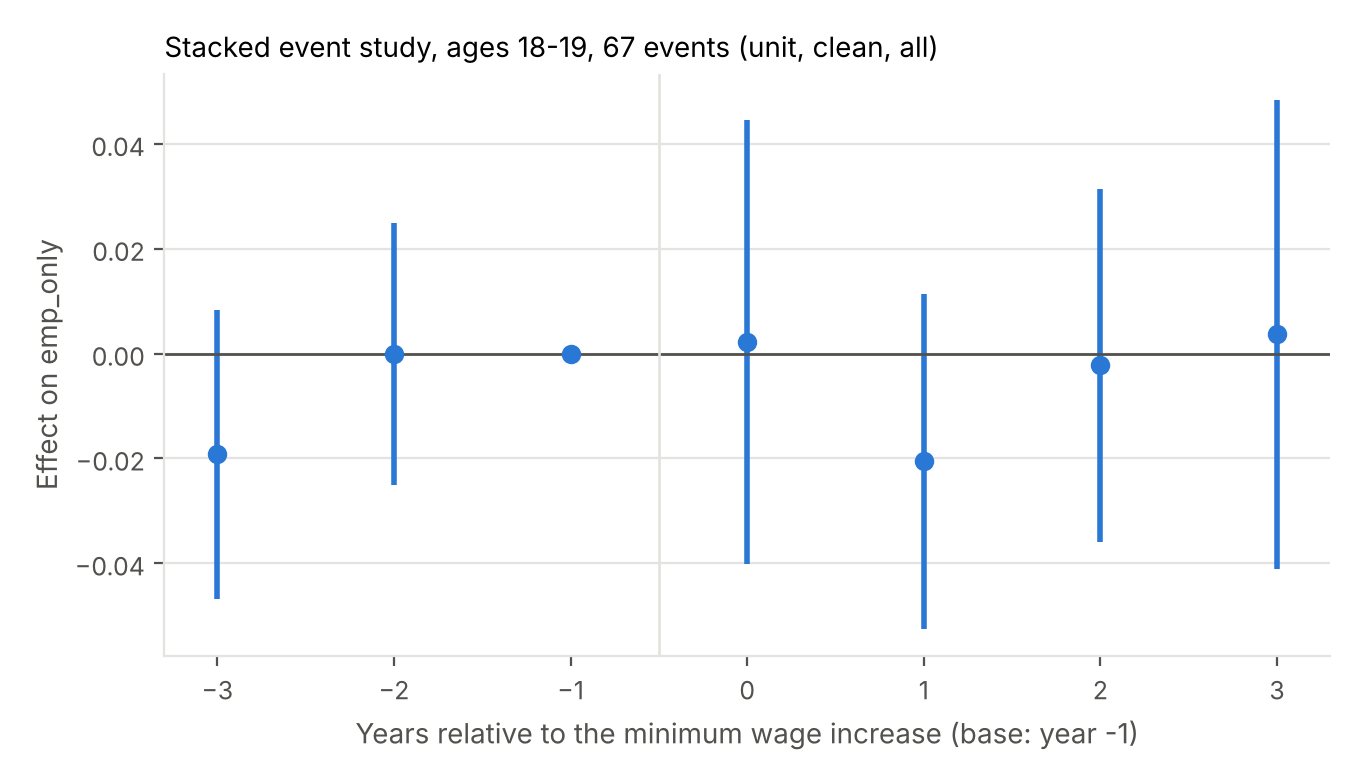 Stacked event study, ages 18-19, 67 events (unit, clean, all)
Effect on emp_only
0.04
0.02
0.00
−0.02
−0.04
−3 −2 −1 0 1 2 3
Years relative to the minimum wage increase (base: year -1)